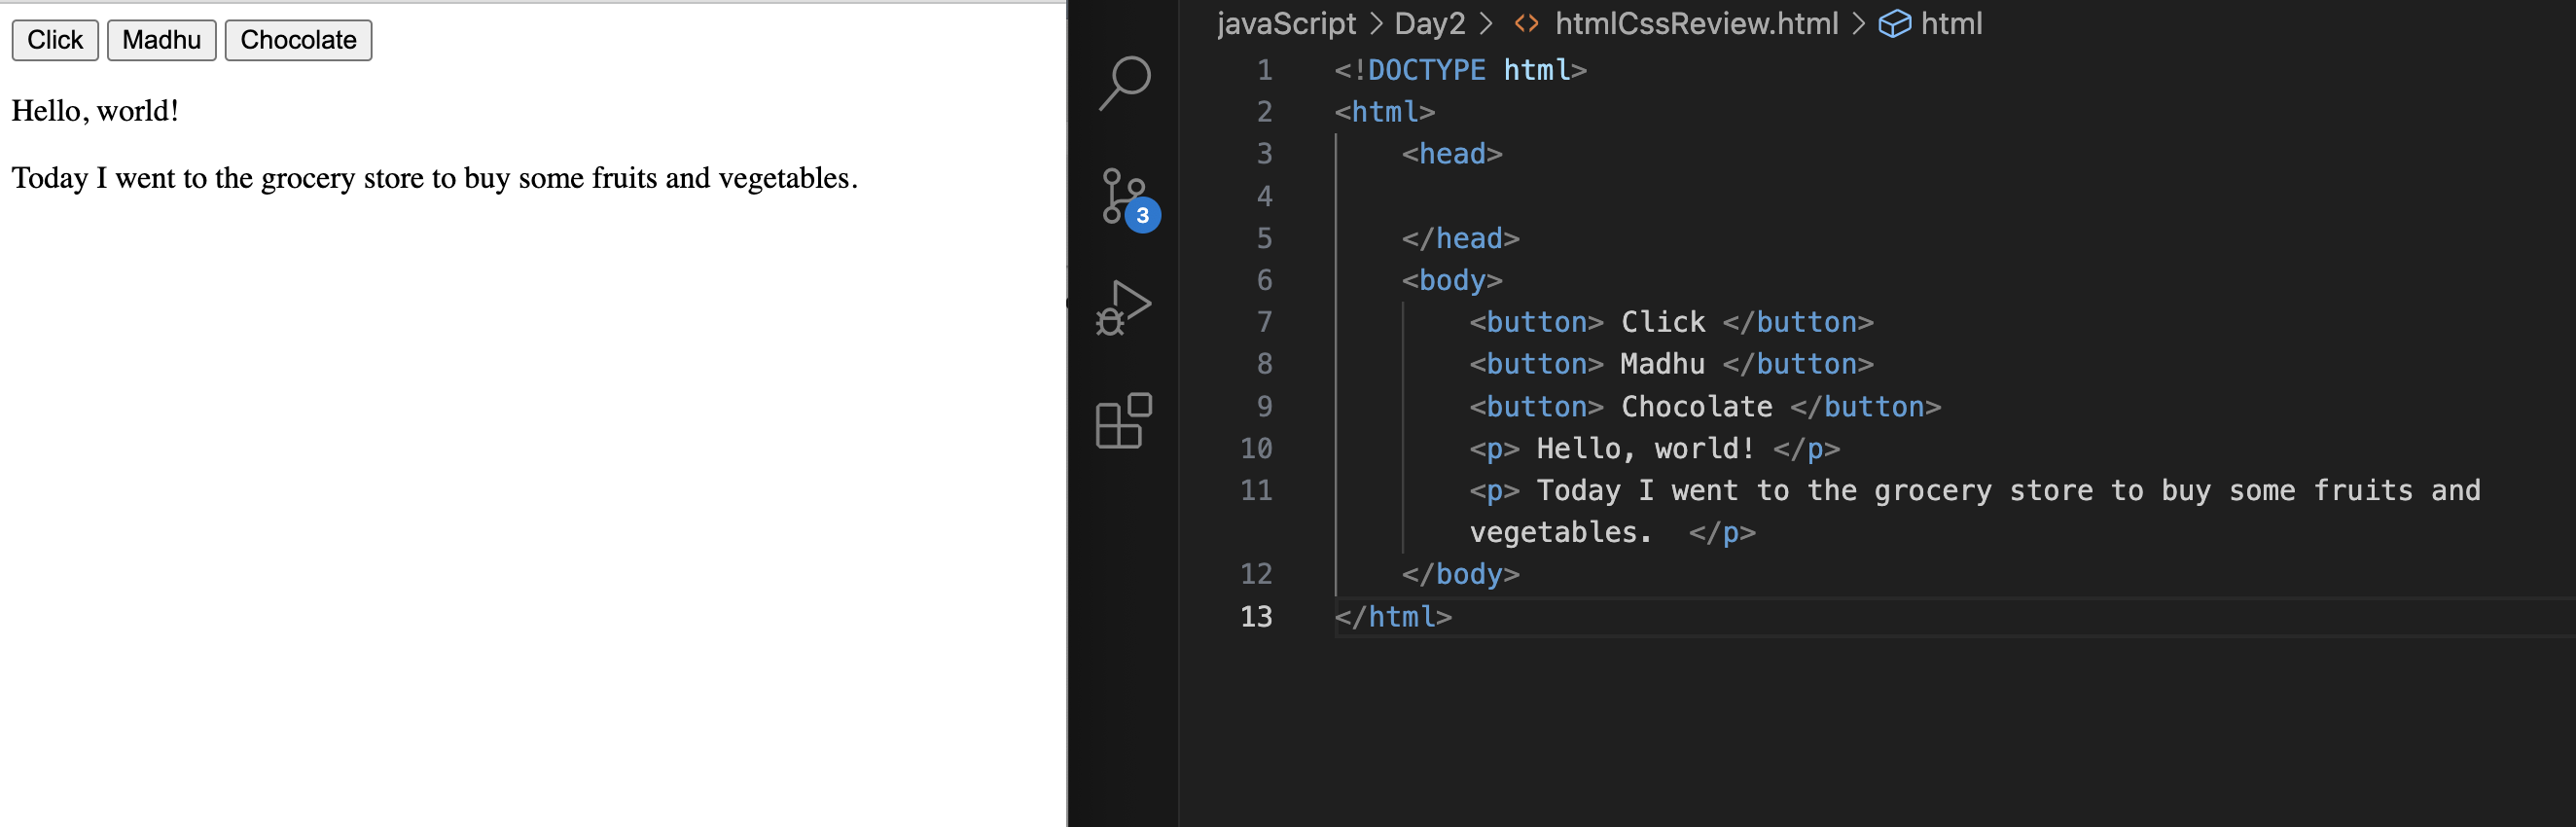 Click Madhu Chocolate
Hello, world!
Today I went to the grocery store to buy some fruits and vegetables.
3
javaScript > Day2 > <> htmlCssReview.html > html
1 <!DOCTYPE html>
2 <html>
3 <head>
4
5 </head>
6 <body>
7 <button> Click </button>
8 <button> Madhu </button>
9 <button> Chocolate </button>
10 <p> Hello, world! </p>
11 <p> Today I went to the grocery store to buy some fruits and
vegetables.  </p>
12 </body>
13 </html>